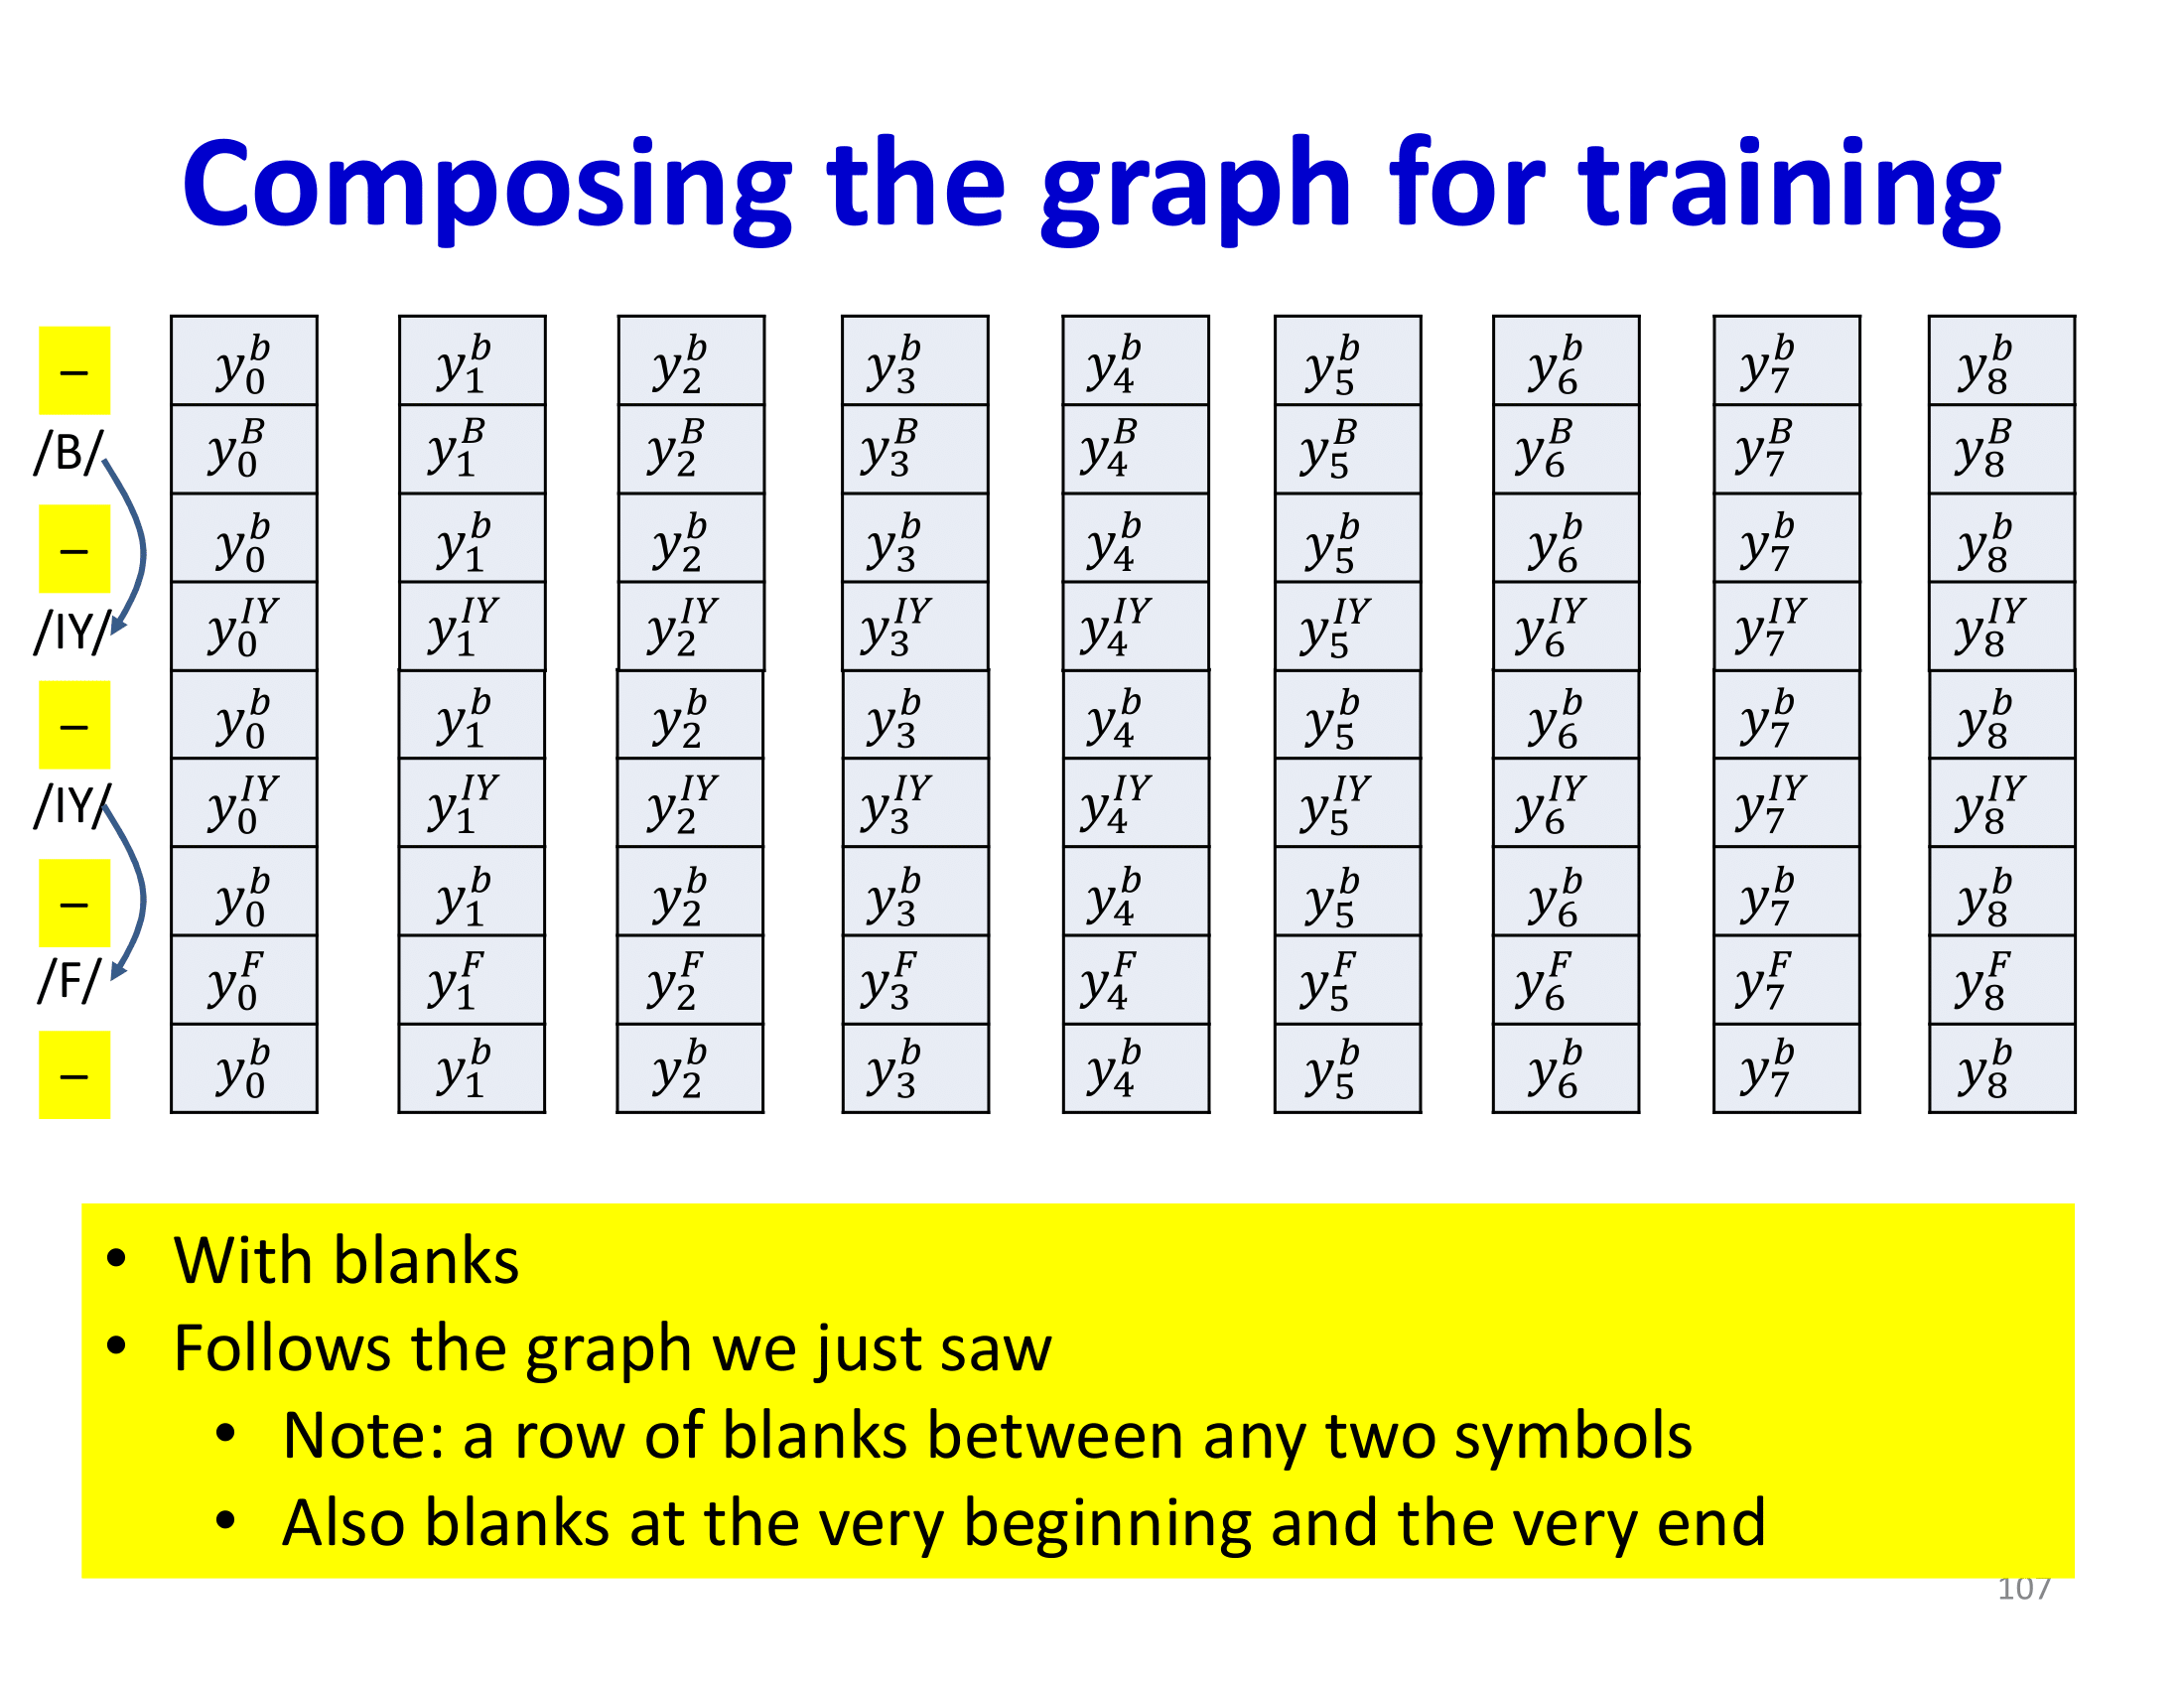 Composing the graph for training
– y_0^b y_1^b y_2^b y_3^b y_4^b y_5^b y_6^b y_7^b y_8^b
/B/ y_0^B y_1^B y_2^B y_3^B y_4^B y_5^B y_6^B y_7^B y_8^B
– y_0^b y_1^b y_2^b y_3^b y_4^b y_5^b y_6^b y_7^b y_8^b
/IY/ y_0^{IY} y_1^{IY} y_2^{IY} y_3^{IY} y_4^{IY} y_5^{IY} y_6^{IY} y_7^{IY} y_8^{IY}
– y_0^b y_1^b y_2^b y_3^b y_4^b y_5^b y_6^b y_7^b y_8^b
/IY/ y_0^{IY} y_1^{IY} y_2^{IY} y_3^{IY} y_4^{IY} y_5^{IY} y_6^{IY} y_7^{IY} y_8^{IY}
– y_0^b y_1^b y_2^b y_3^b y_4^b y_5^b y_6^b y_7^b y_8^b
/F/ y_0^F y_1^F y_2^F y_3^F y_4^F y_5^F y_6^F y_7^F y_8^F
– y_0^b y_1^b y_2^b y_3^b y_4^b y_5^b y_6^b y_7^b y_8^b
• With blanks
• Follows the graph we just saw
• Note: a row of blanks between any two symbols
• Also blanks at the very beginning and the very end
107